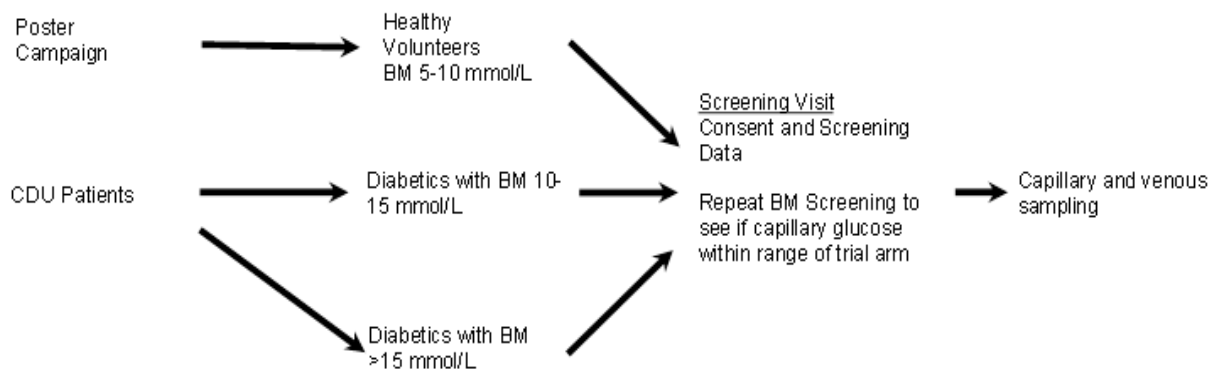 Poster
Campaign
Healthy
Volunteers
BM 5-10 mmol/L
CDU Patients
Diabetics with BM 10-
15 mmol/L
Diabetics with BM
>15 mmol/L
Screening Visit
Consent and Screening
Data
Repeat BM Screening to
see if capillary glucose
within range of trial arm
Capillary and venous
sampling